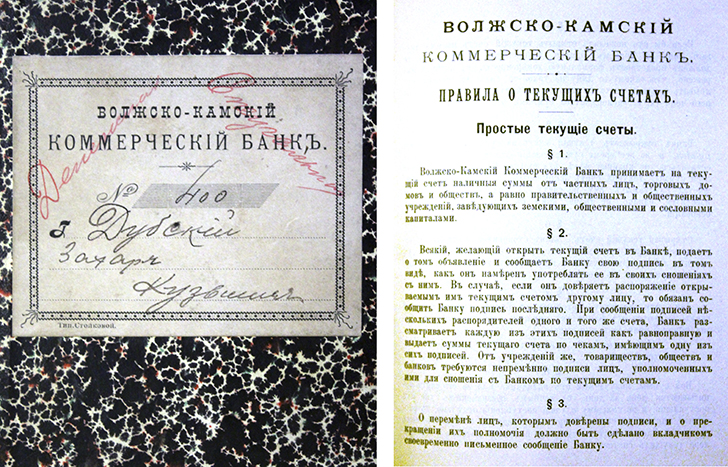 ВОЛЖСКО-КАМСКІЙ
КОММЕРЧЕСКІЙ БАНКЪ.
№ 400
Г. Дубскій
Захаръ
Кузьмичъ
Тип. Столковой.
ВОЛЖСКО-КАМСКІЙ
КОММЕРЧЕСКІЙ БАНКЪ.
ПРАВИЛА О ТЕКУЩИХЪ СЧЕТАХЪ.
Простые текущіе счеты.
§ 1.
Волжско-Камскій Коммерческій Банкъ принимаетъ на теку-
щій счетъ наличныя суммы отъ частныхъ лицъ, торговыхъ до-
мовъ и обществъ, а равно правительственныхъ и общественныхъ
учрежденій, завѣдующихъ земскими, общественными и сословными
капиталами.
§ 2.
Всякій, желающій открыть текущій счетъ въ Банкѣ, подаетъ
о томъ объявленіе и сообщаетъ Банку свою подпись въ томъ
видѣ, какъ онъ намѣренъ употреблять ее въ своихъ сношеніяхъ
съ нимъ. Въ случаѣ, если онъ довѣряетъ распоряженіе откры-
ваемымъ имъ текущимъ счетомъ другому лицу, то обязанъ со-
общить Банку подпись послѣдняго. При сообщеніи подписей нѣ-
сколькихъ распорядителей одного и того же счета, Банкъ раз-
сматриваетъ каждую изъ этихъ подписей какъ равноправную и
выдаетъ суммы текущаго счета по чекамъ, имѣющимъ одну изъ
сихъ подписей. Отъ учрежденій же, товариществъ, обществъ и
банковъ требуются непремѣнно подписи лицъ, уполномоченныхъ
ими для сношенія съ Банкомъ по текущимъ счетамъ.
§ 3.
О перемѣнѣ лицъ, которымъ довѣрены подписи, и о пре-
кращеніи ихъ полномочія должно быть сдѣлано вкладчикомъ
своевременно письменное сообщеніе Банку.